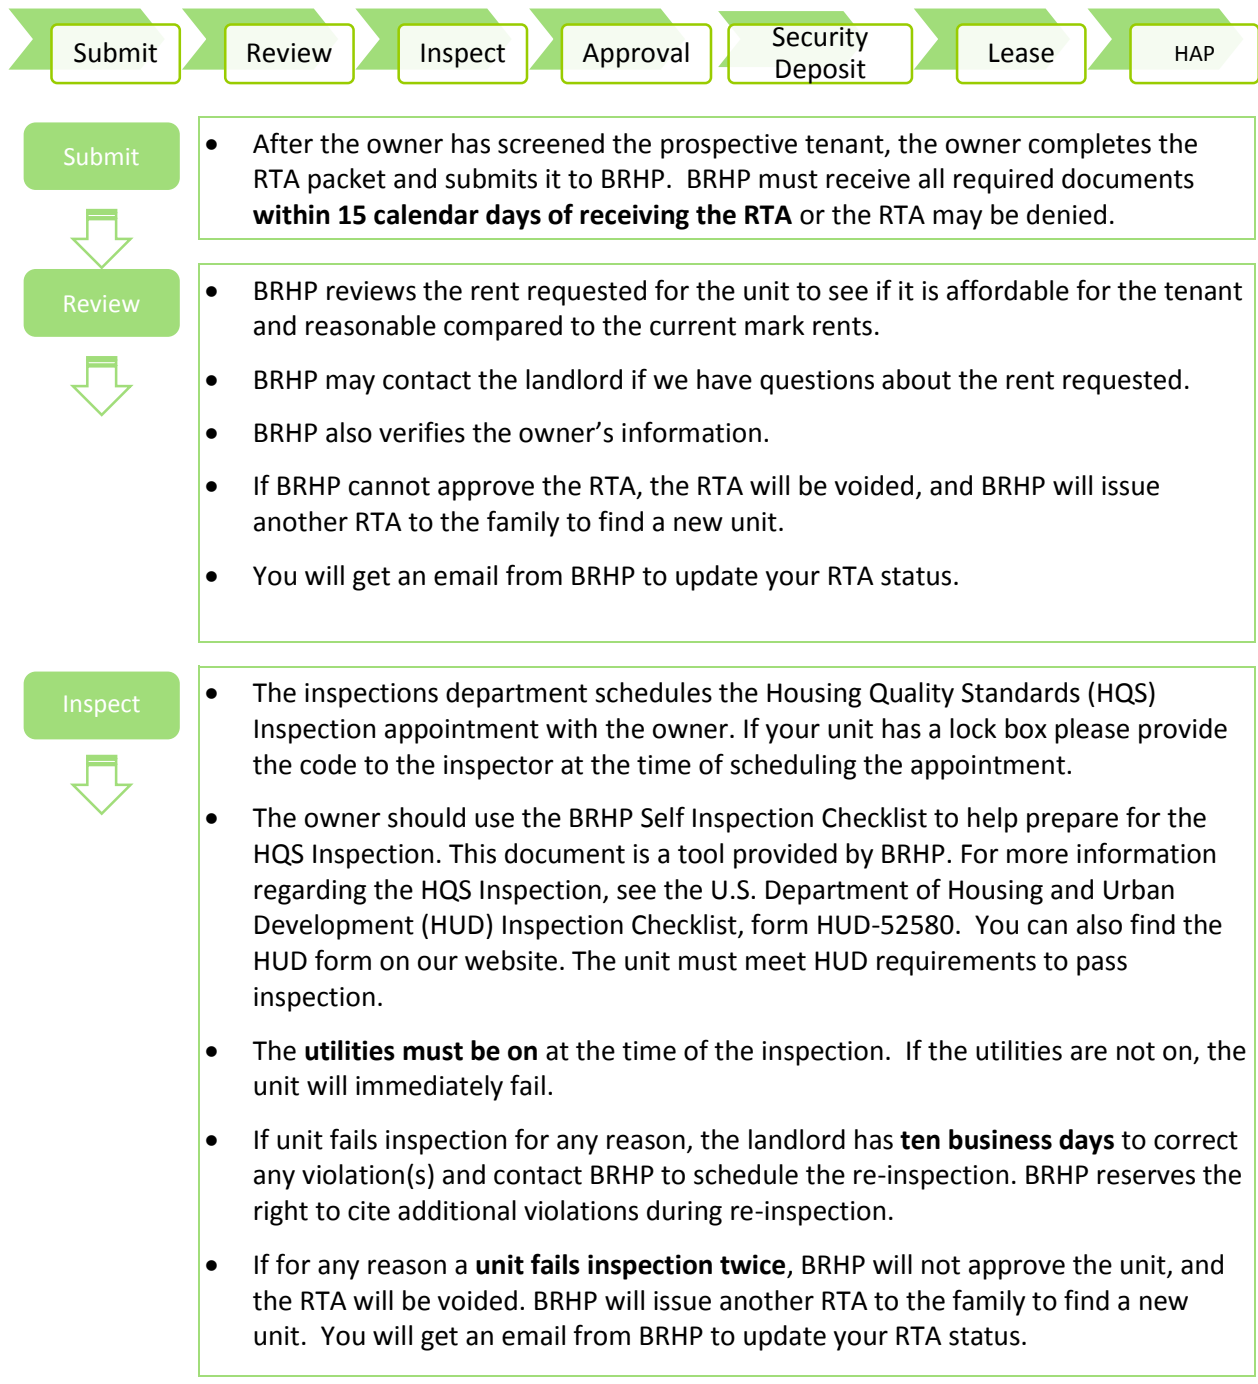 Submit
Review
Inspect
Approval
Security
Deposit
Lease
HAP
Submit
• After the owner has screened the prospective tenant, the owner completes the
RTA packet and submits it to BRHP.  BRHP must receive all required documents
within 15 calendar days of receiving the RTA or the RTA may be denied.
Review
• BRHP reviews the rent requested for the unit to see if it is affordable for the tenant
and reasonable compared to the current mark rents.
• BRHP may contact the landlord if we have questions about the rent requested.
• BRHP also verifies the owner’s information.
• If BRHP cannot approve the RTA, the RTA will be voided, and BRHP will issue
another RTA to the family to find a new unit.
• You will get an email from BRHP to update your RTA status.
Inspect
• The inspections department schedules the Housing Quality Standards (HQS)
Inspection appointment with the owner. If your unit has a lock box please provide
the code to the inspector at the time of scheduling the appointment.
• The owner should use the BRHP Self Inspection Checklist to help prepare for the
HQS Inspection. This document is a tool provided by BRHP. For more information
regarding the HQS Inspection, see the U.S. Department of Housing and Urban
Development (HUD) Inspection Checklist, form HUD-52580.  You can also find the
HUD form on our website. The unit must meet HUD requirements to pass
inspection.
• The utilities must be on at the time of the inspection.  If the utilities are not on, the
unit will immediately fail.
• If unit fails inspection for any reason, the landlord has ten business days to correct
any violation(s) and contact BRHP to schedule the re-inspection. BRHP reserves the
right to cite additional violations during re-inspection.
• If for any reason a unit fails inspection twice, BRHP will not approve the unit, and
the RTA will be voided. BRHP will issue another RTA to the family to find a new
unit.  You will get an email from BRHP to update your RTA status.